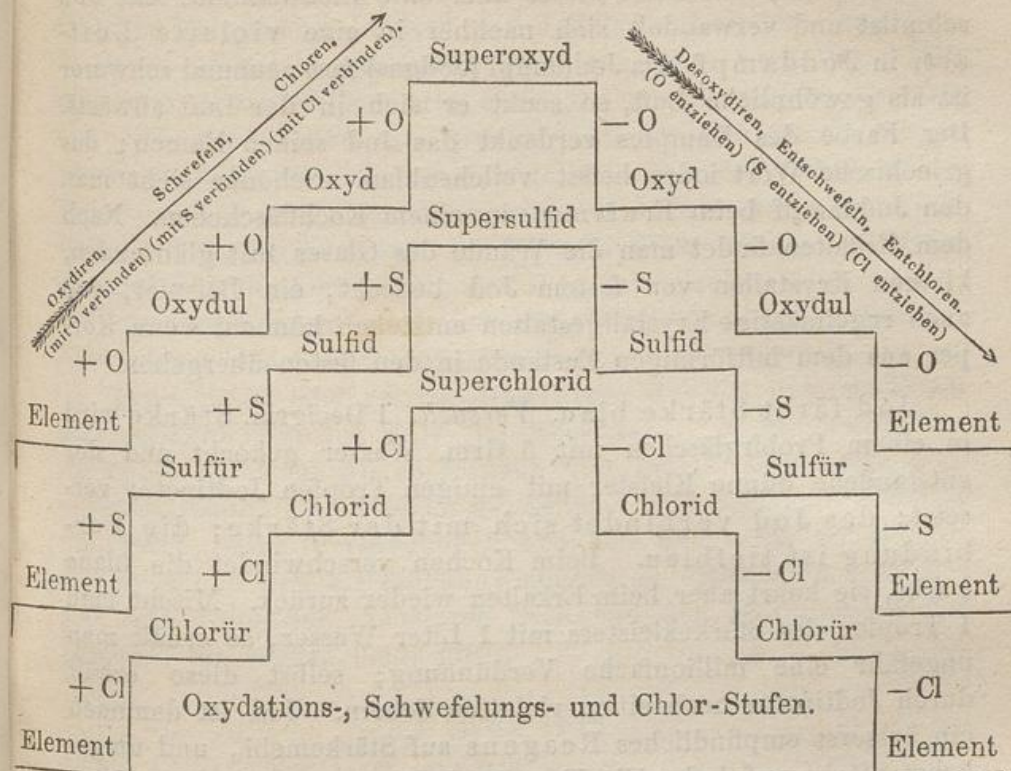 Oxydiren, Schwefeln, Chloren.
(mit O verbinden) (mit S verbinden) (mit Cl verbinden).
Desoxydiren, Entschwefeln, Entchloren.
(O entziehen) (S entziehen) (Cl entziehen)
Superoxyd
+ O — O
Oxyd Oxyd
Supersulfid
+ O — O
+ S — S
Oxydul Oxydul
Sulfid Sulfid
+ O — O
Superchlorid
+ S — S
Element Element
+ Cl — Cl
Sulfür Sulfür
Chlorid Chlorid
+ S — S
+ Cl — Cl
Element Element
Chlorür Chlorür
+ Cl — Cl
Oxydations-, Schwefelungs- und Chlor-Stufen.
Element Element